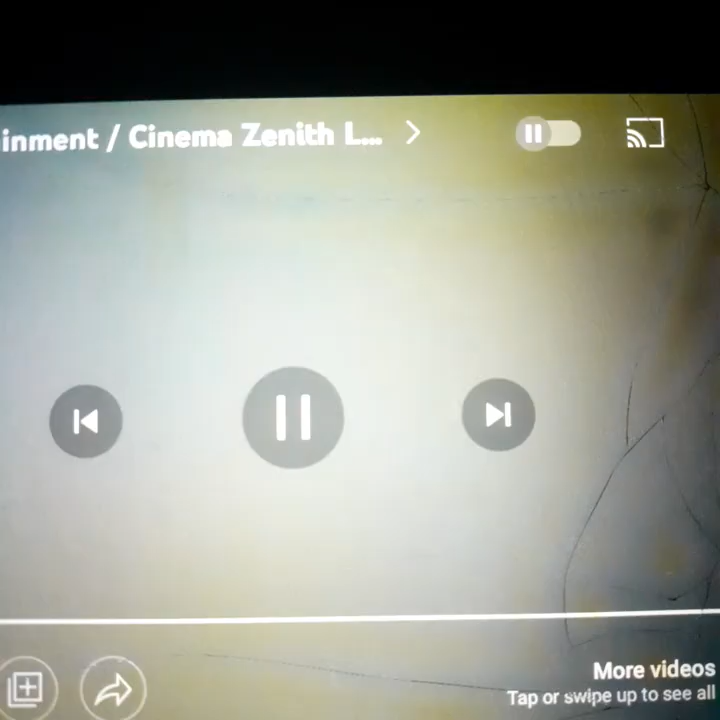 inment / Cinema Zenith L...
More videos
Tap or swipe up to see all